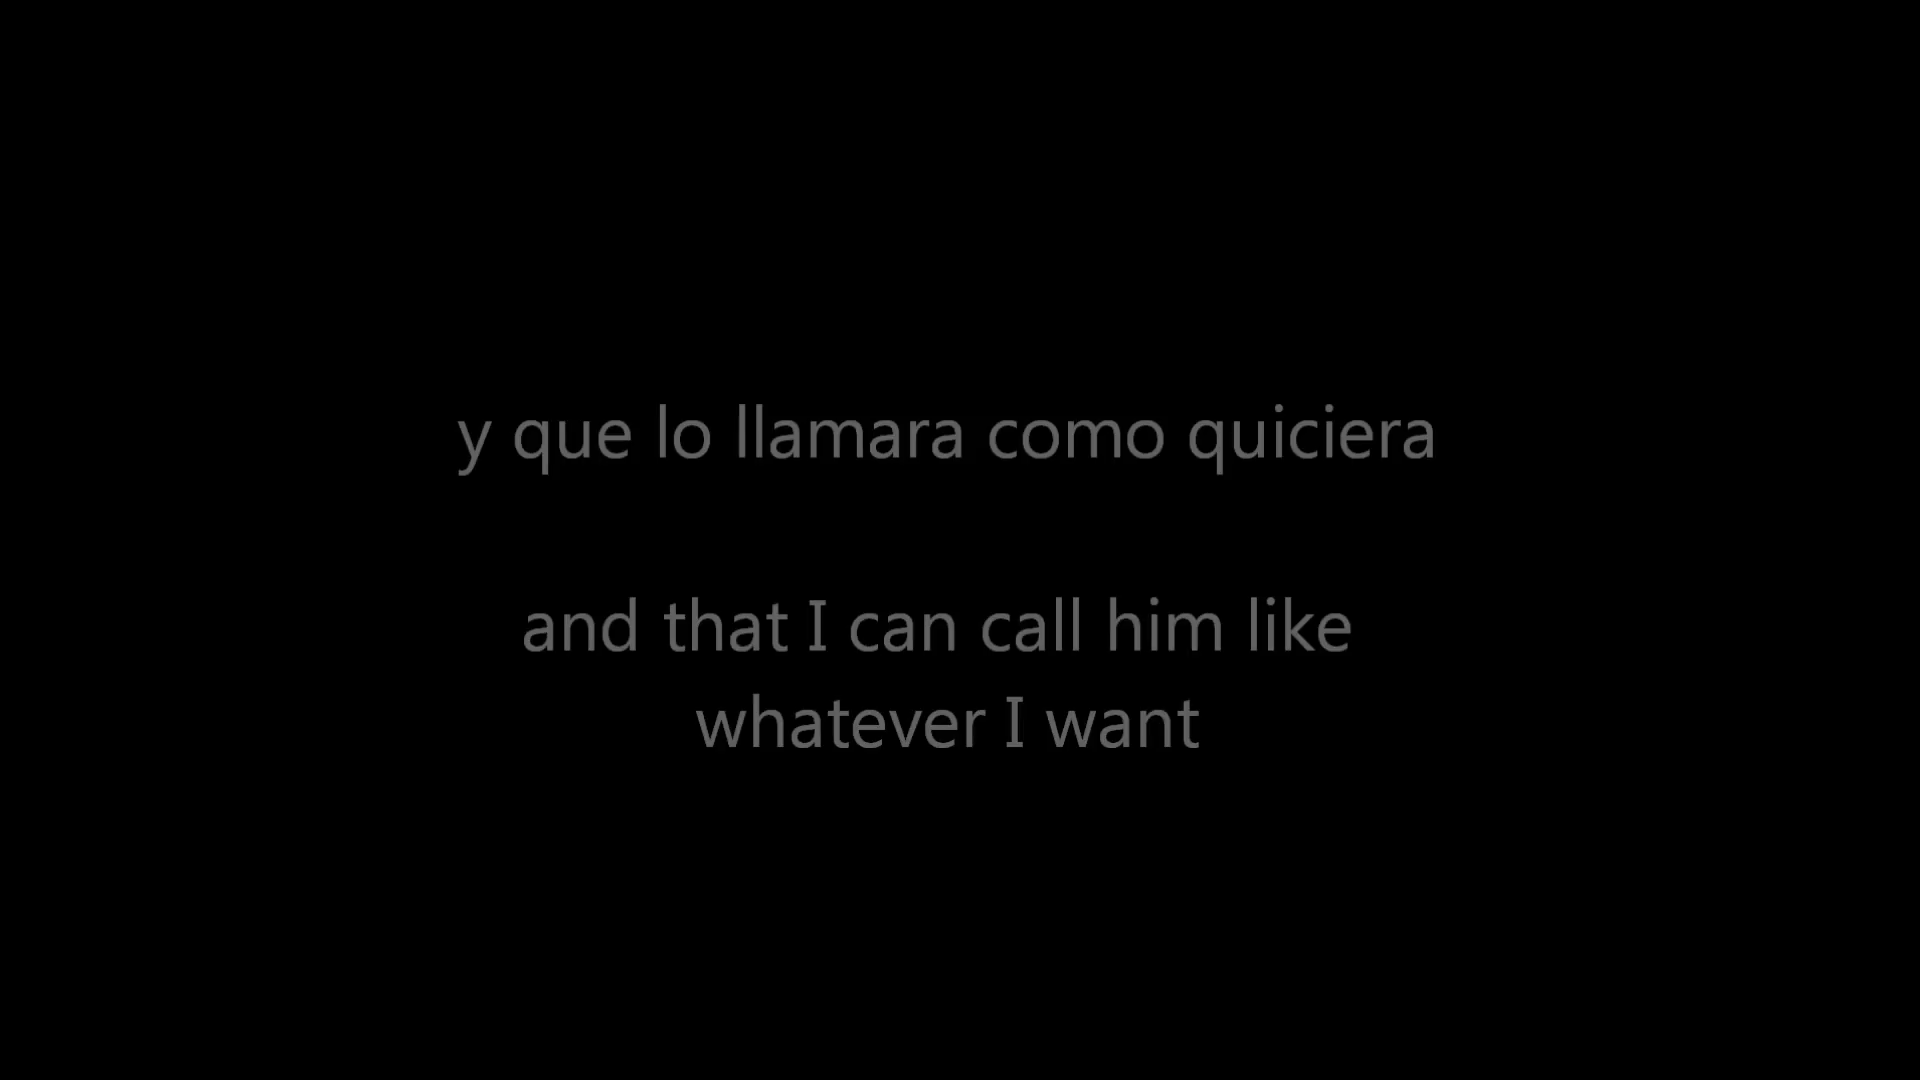 y que lo llamara como quiciera
and that I can call him like
whatever I want